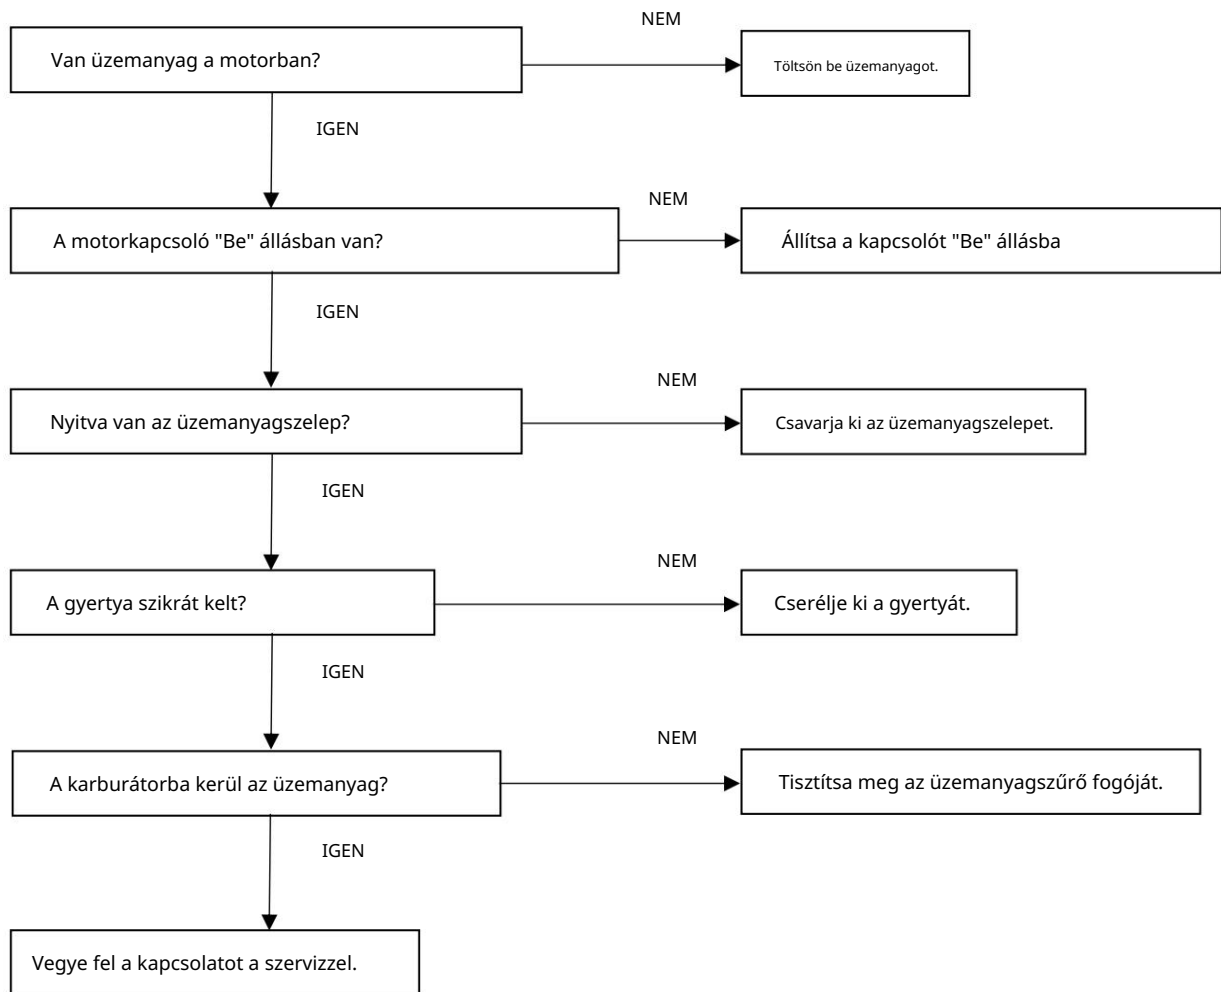 NEM
Van üzemanyag a motorban?
Töltsön be üzemanyagot.
IGEN
NEM
A motorkapcsoló "Be" állásban van?
Állítsa a kapcsolót "Be" állásba
IGEN
NEM
Nyitva van az üzemanyagszelep?
Csavarja ki az üzemanyagszelepet.
IGEN
NEM
A gyertya szikrát kelt?
Cserélje ki a gyertyát.
IGEN
NEM
A karburátorba kerül az üzemanyag?
Tisztítsa meg az üzemanyagszűrő fogóját.
IGEN
Vegye fel a kapcsolatot a szervizzel.